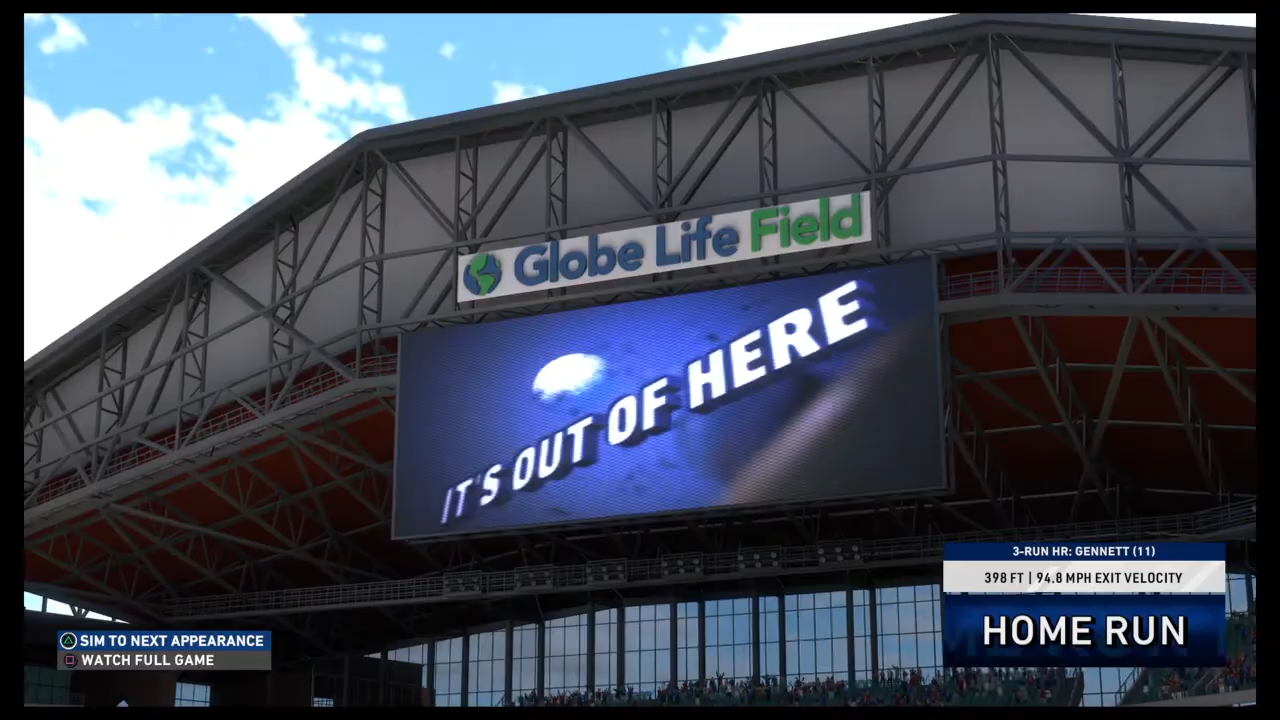 Globe Life Field
IT'S OUT OF HERE
3-RUN HR: GENNETT (11)
398 FT | 94.8 MPH EXIT VELOCITY
HOME RUN
SIM TO NEXT APPEARANCE
WATCH FULL GAME